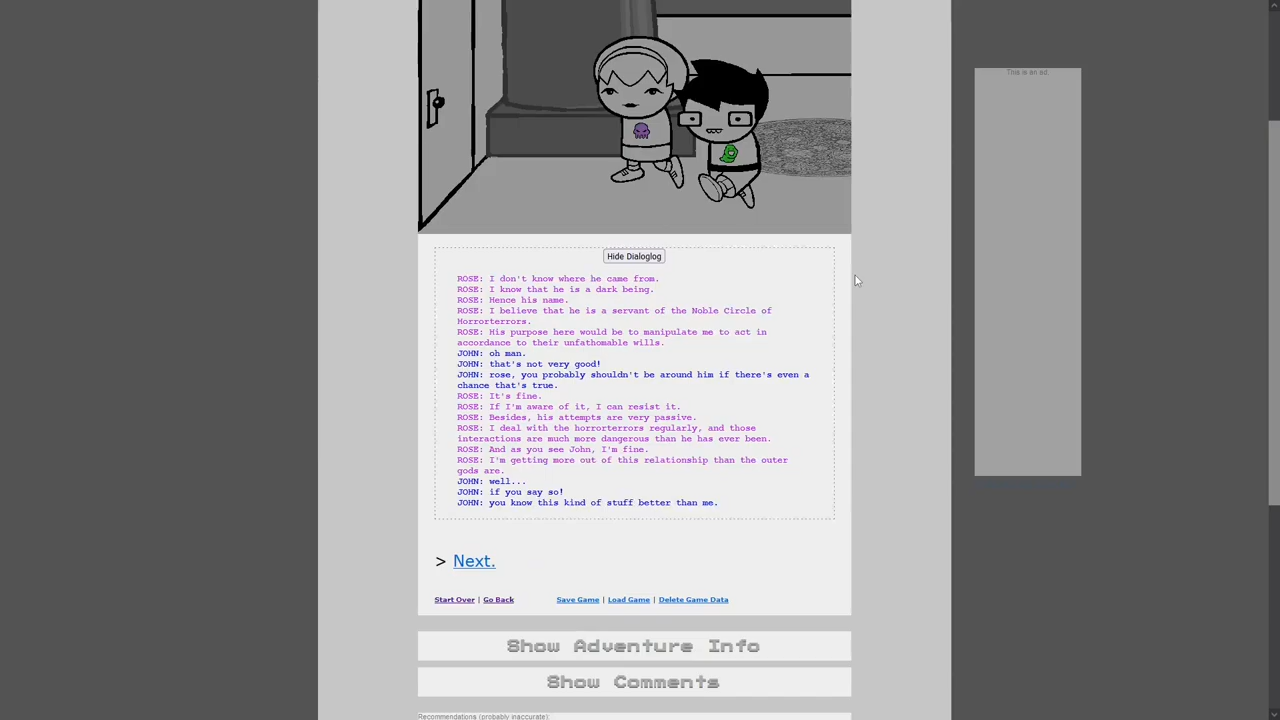 This is an ad.
Hide Dialoglog
ROSE: I don't know where he came from.
ROSE: I know that he is a dark being.
ROSE: Hence his name.
ROSE: I believe that he is a servant of the Noble Circle of
Horrorterrors.
ROSE: His purpose here would be to manipulate me to act in
accordance to their unfathomable wills.
JOHN: oh man.
JOHN: that's not very good!
JOHN: rose, you probably shouldn't be around him if there's even a
chance that's true.
ROSE: It's fine.
ROSE: If I'm aware of it, I can resist it.
ROSE: Besides, his attempts are very passive.
ROSE: I deal with the horrorterrors regularly, and those
interactions are much more dangerous than he has ever been.
ROSE: And as you see John, I'm fine.
ROSE: I'm getting more out of this relationship than the outer
gods are.
JOHN: well...
JOHN: if you say so!
JOHN: you know this kind of stuff better than me.
> Next.
Start Over | Go Back Save Game | Load Game | Delete Game Data
Show Adventure Info
Show Comments
Recommendations (probably inaccurate):